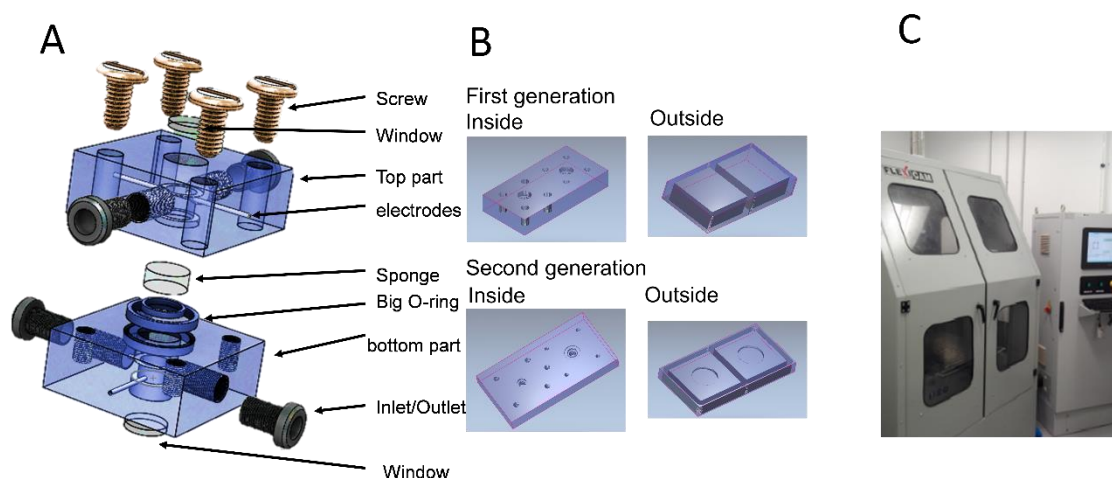 A
Screw
Window
Top part
electrodes
Sponge
Big O-ring
bottom part
Inlet/Outlet
Window
B
First generation
Inside
Outside
Second generation
Inside
Outside
C
FLEXICAM